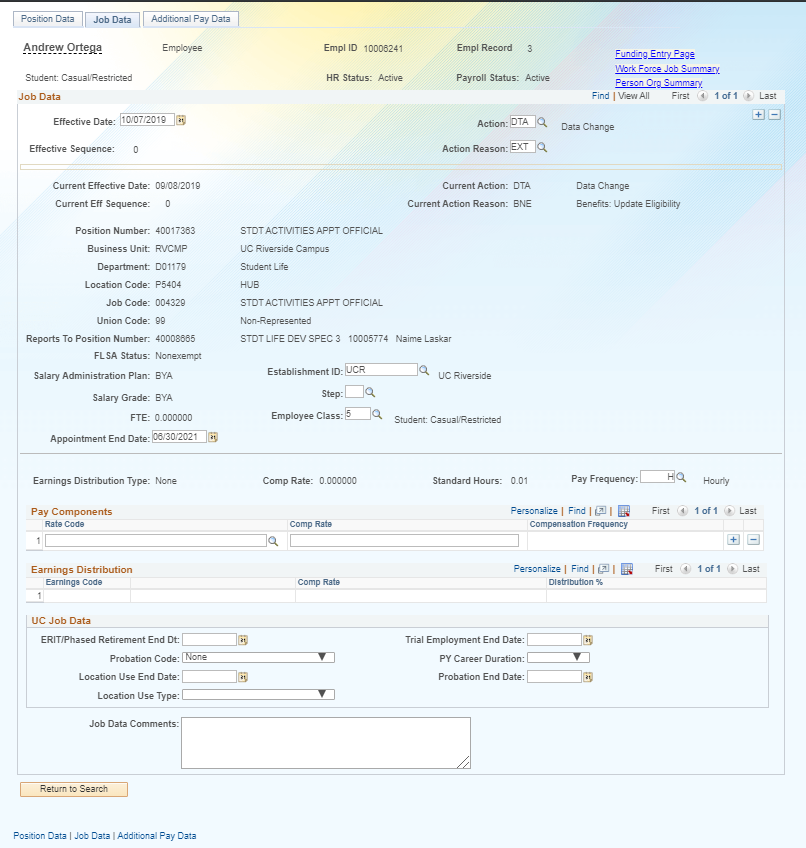 Position Data Job Data Additional Pay Data
Andrew Ortega Employee Empl ID 10006241 Empl Record 3
Funding Entry Page
Work Force Job Summary
Student: Casual/Restricted HR Status: Active Payroll Status: Active
Person Org Summary
Job Data Find | View All First 1 of 1 Last
Effective Date: 10/07/2019 Action: DTA Data Change
Effective Sequence: 0 Action Reason: EXT
Current Effective Date: 09/08/2019 Current Action: DTA Data Change
Current Eff Sequence: 0 Current Action Reason: BNE Benefits: Update Eligibility
Position Number: 40017363 STDT ACTIVITIES APPT OFFICIAL
Business Unit: RVCMP UC Riverside Campus
Department: D01179 Student Life
Location Code: P5404 HUB
Job Code: 004329 STDT ACTIVITIES APPT OFFICIAL
Union Code: 99 Non-Represented
Reports To Position Number: 40008665 STDT LIFE DEV SPEC 3 10005774 Naime Laskar
FLSA Status: Nonexempt
Salary Administration Plan: BYA Establishment ID: UCR UC Riverside
Salary Grade: BYA Step:
FTE: 0.000000 Employee Class: 5 Student: Casual/Restricted
Appointment End Date: 06/30/2021
Earnings Distribution Type: None Comp Rate: 0.000000 Standard Hours: 0.01 Pay Frequency: H Hourly
Pay Components Personalize | Find | | First 1 of 1 Last
Rate Code Comp Rate Compensation Frequency
1
Earnings Distribution Personalize | Find | | First 1 of 1 Last
Earnings Code Comp Rate Distribution %
1
UC Job Data
ERIT/Phased Retirement End Dt: Trial Employment End Date:
Probation Code: None PY Career Duration:
Location Use End Date: Probation End Date:
Location Use Type:
Job Data Comments:
Return to Search
Position Data | Job Data | Additional Pay Data